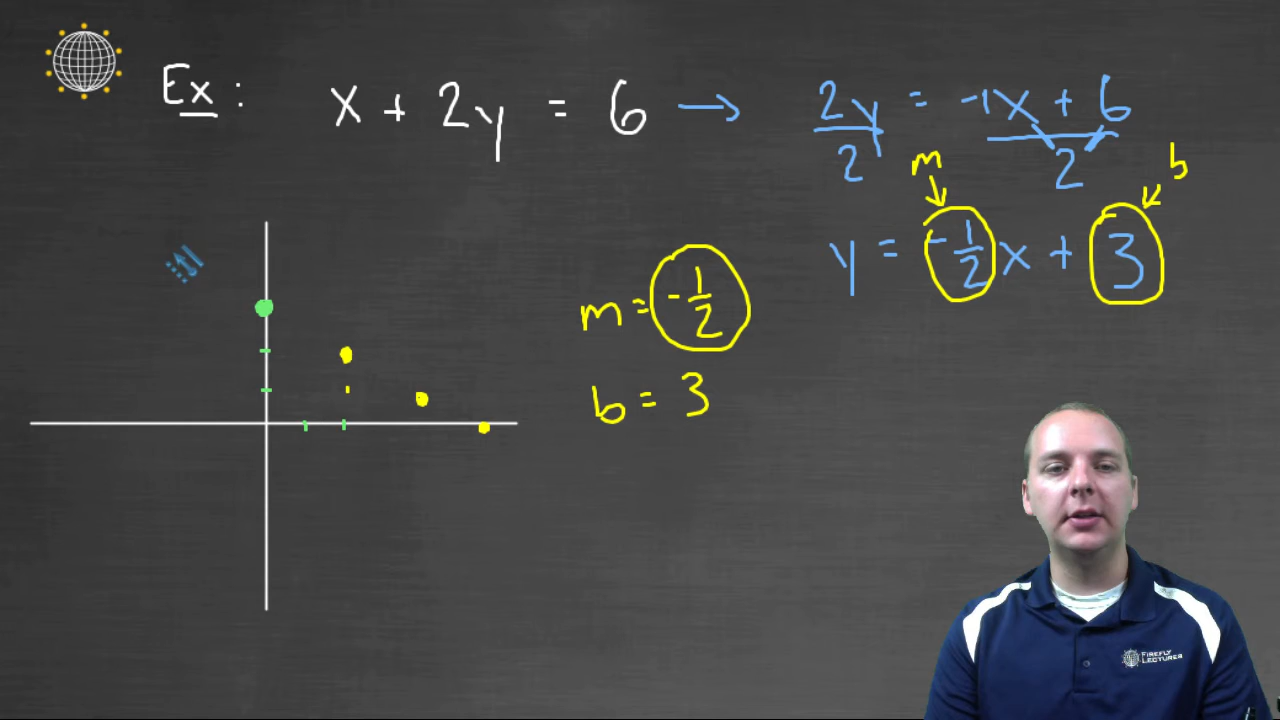 Ex: x + 2y = 6 → 2y = -1x + 6
2 2
m b
y = -1/2 x + 3
m = -1/2
b = 3
FIREFLY
LECTURES